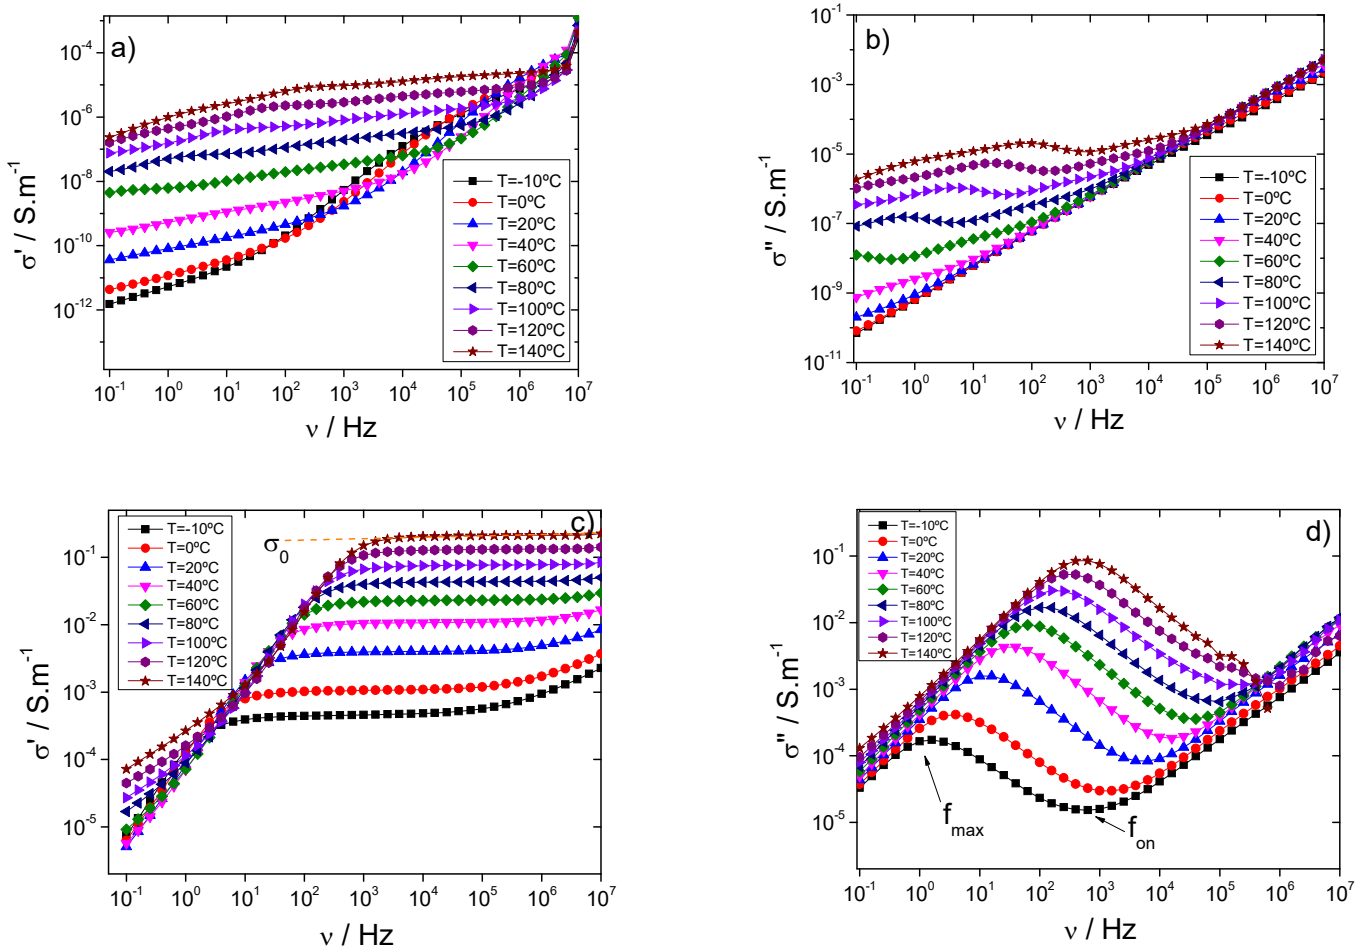 a)
σ' / S.m⁻¹
10⁻⁴
10⁻⁶
10⁻⁸
10⁻¹⁰
10⁻¹²
T=-10ºC
T=0ºC
T=20ºC
T=40ºC
T=60ºC
T=80ºC
T=100ºC
T=120ºC
T=140ºC
10⁻¹ 10⁰ 10¹ 10² 10³ 10⁴ 10⁵ 10⁶ 10⁷
ν / Hz
b)
σ'' / S.m⁻¹
10⁻¹
10⁻³
10⁻⁵
10⁻⁷
10⁻⁹
10⁻¹¹
T=-10ºC
T=0ºC
T=20ºC
T=40ºC
T=60ºC
T=80ºC
T=100ºC
T=120ºC
T=140ºC
10⁻¹ 10⁰ 10¹ 10² 10³ 10⁴ 10⁵ 10⁶ 10⁷
ν / Hz
c)
σ' / S.m⁻¹
10⁻¹
10⁻²
10⁻³
10⁻⁴
10⁻⁵
T=-10ºC
T=0ºC
T=20ºC
T=40ºC
T=60ºC
T=80ºC
T=100ºC
T=120ºC
T=140ºC
σ₀
10⁻¹ 10⁰ 10¹ 10² 10³ 10⁴ 10⁵ 10⁶ 10⁷
ν / Hz
d)
σ'' / S.m⁻¹
10⁻¹
10⁻²
10⁻³
10⁻⁴
10⁻⁵
T=-10ºC
T=0ºC
T=20ºC
T=40ºC
T=60ºC
T=80ºC
T=100ºC
T=120ºC
T=140ºC
f max
f on
10⁻¹ 10⁰ 10¹ 10² 10³ 10⁴ 10⁵ 10⁶ 10⁷
ν / Hz